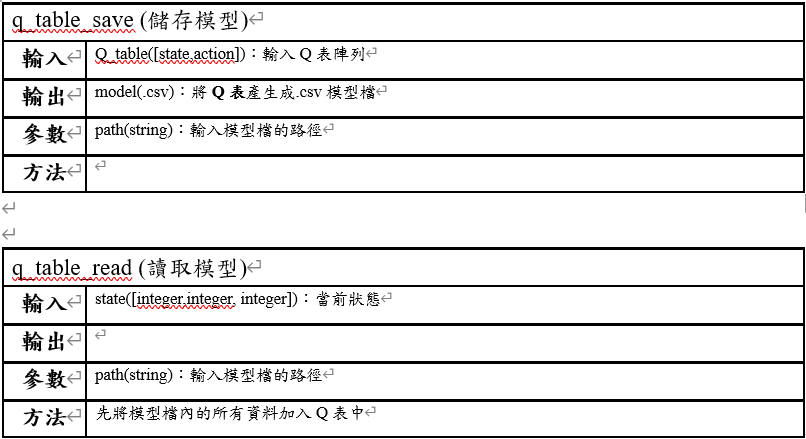 q_table_save (儲存模型)
輸入 Q_table([state,action])：輸入 Q 表陣列
輸出 model(.csv)：將 Q 表產生成.csv 模型檔
參數 path(string)：輸入模型檔的路徑
方法
q_table_read (讀取模型)
輸入 state([integer,integer, integer])：當前狀態
輸出
參數 path(string)：輸入模型檔的路徑
方法 先將模型檔內的所有資料加入 Q 表中